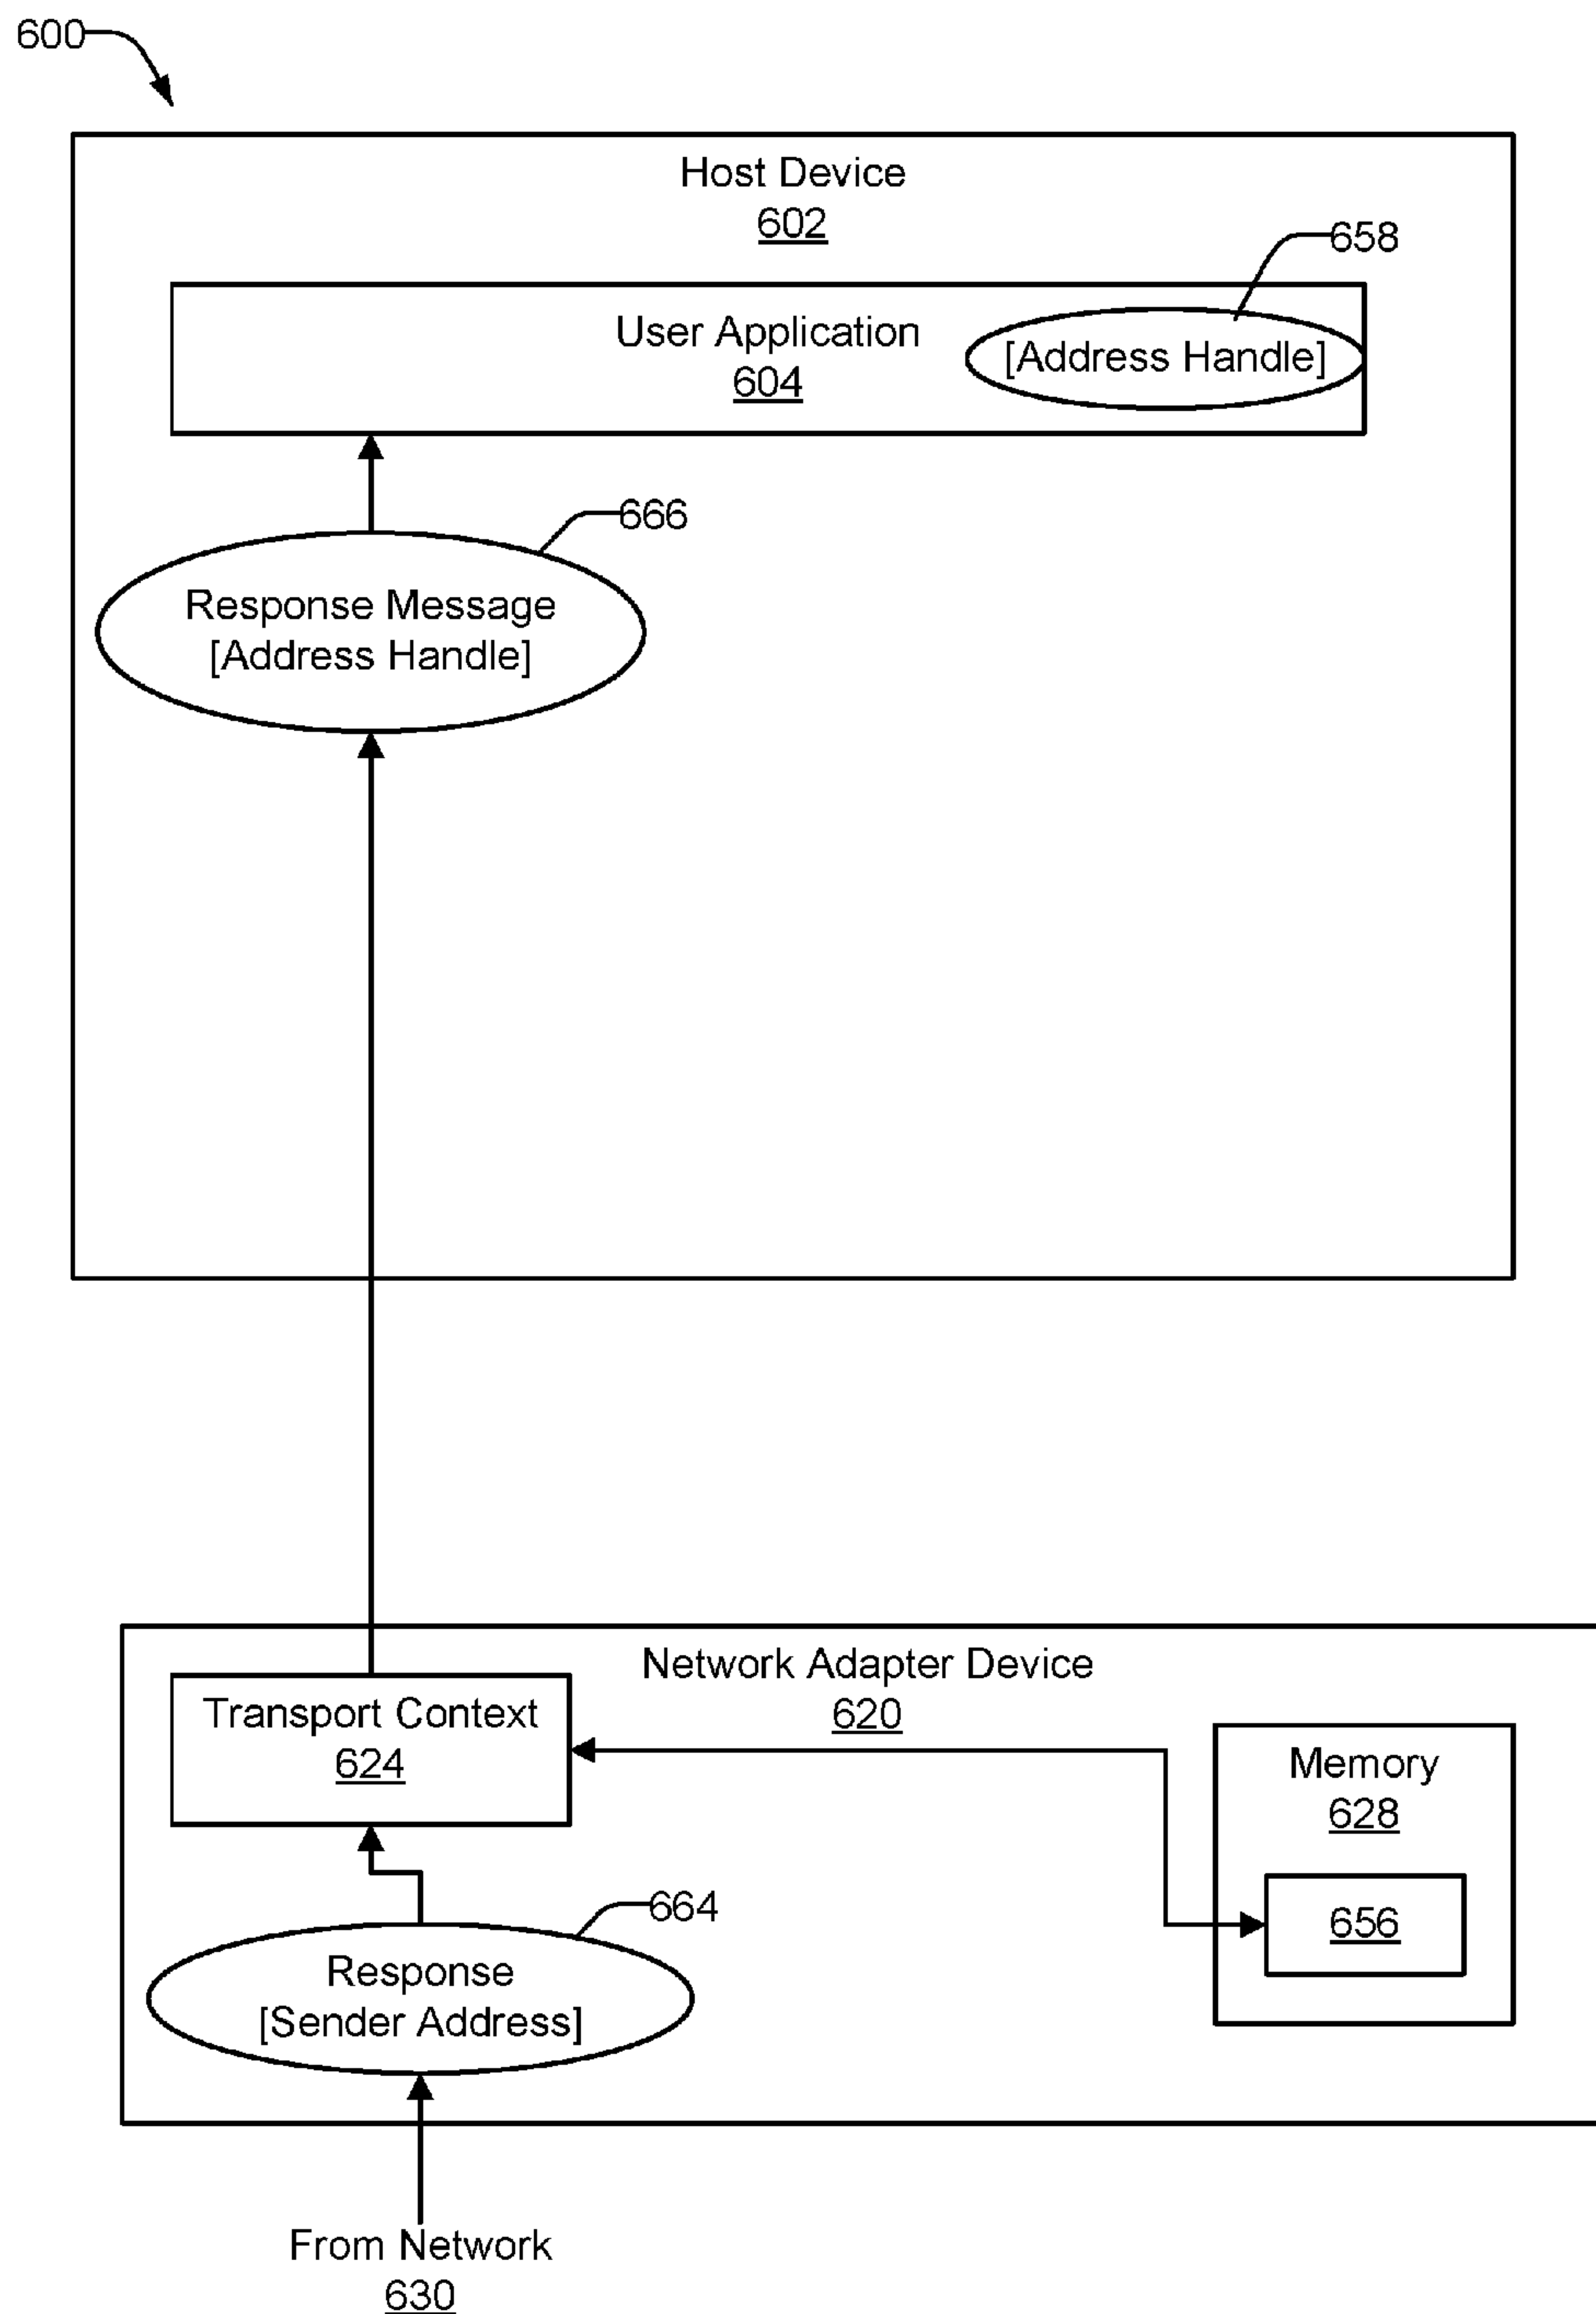 600
Host Device
602
658
User Application
604
[Address Handle]
666
Response Message
[Address Handle]
Network Adapter Device
620
Transport Context
624
Memory
628
656
664
Response
[Sender Address]
From Network
630